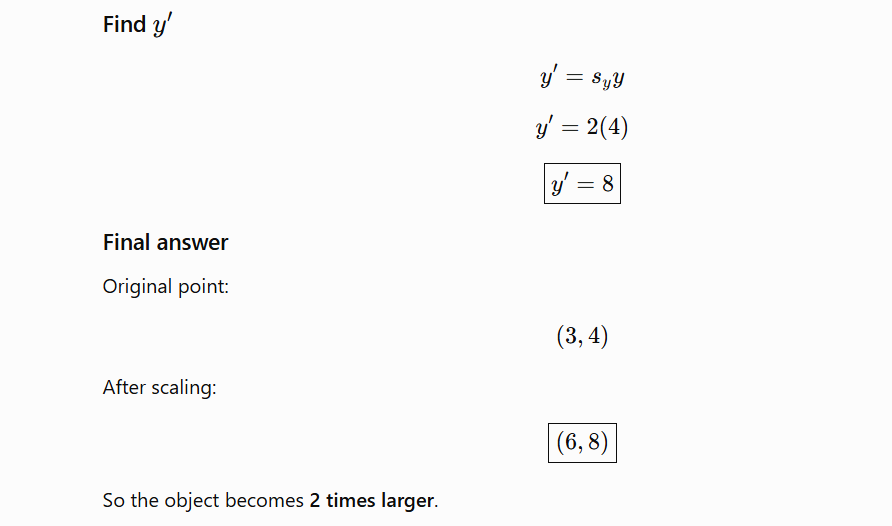 Find y′
y′ = sᵧy
y′ = 2(4)
y′ = 8
Final answer
Original point:
(3, 4)
After scaling:
(6, 8)
So the object becomes 2 times larger.